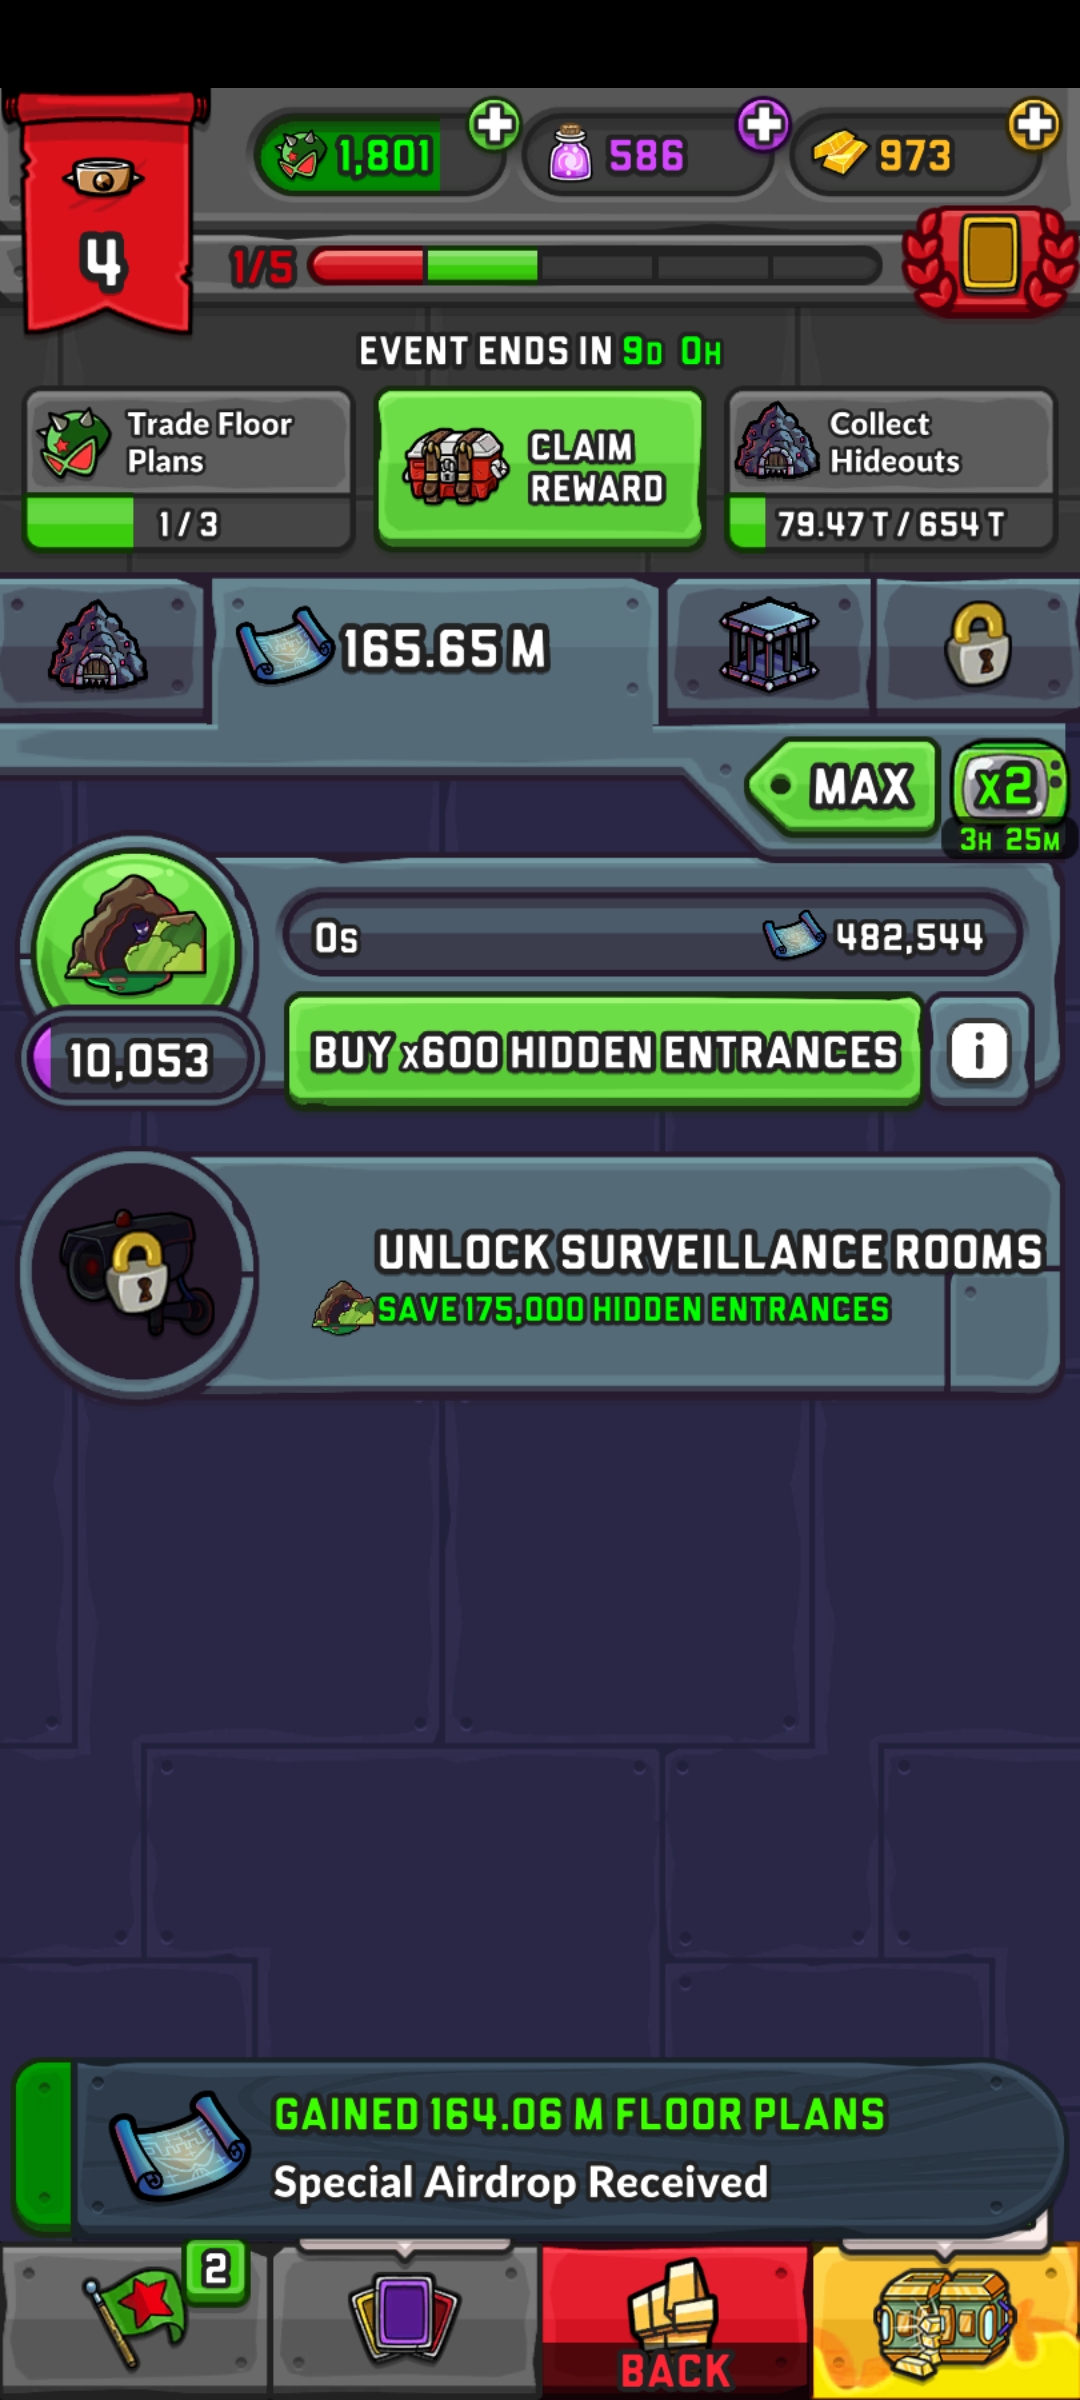 4
1,801
586
973
1/5
EVENT ENDS IN 9D 0H
Trade Floor
Plans
1 / 3
CLAIM
REWARD
Collect
Hideouts
79.47 T / 654 T
165.65 M
MAX
x2
3H 25M
0s
482,544
10,053
BUY x600 HIDDEN ENTRANCES
i
UNLOCK SURVEILLANCE ROOMS
SAVE 175,000 HIDDEN ENTRANCES
GAINED 164.06 M FLOOR PLANS
Special Airdrop Received
2
BACK